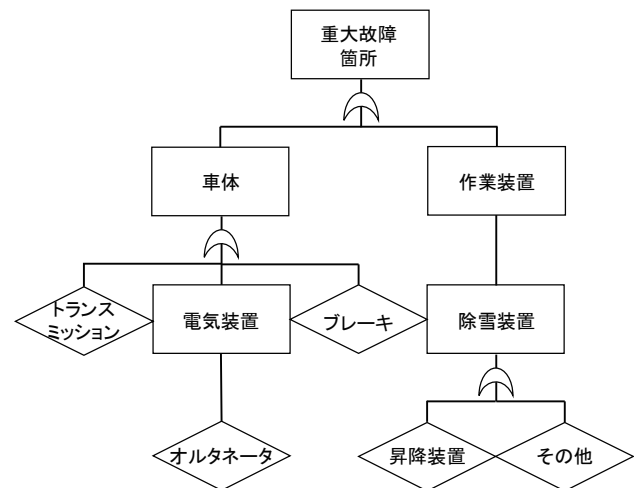 重大故障
箇所
車体
作業装置
トランス
ミッション
電気装置
ブレーキ
除雪装置
オルタネータ
昇降装置
その他